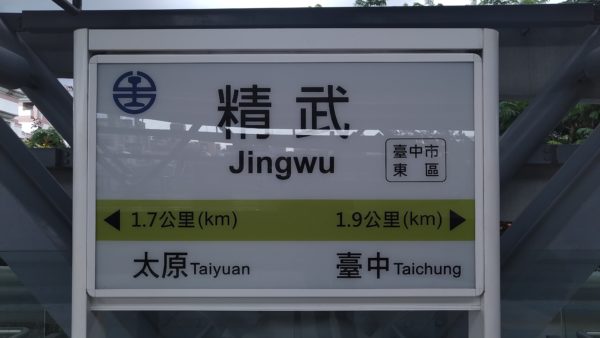 精武
Jingwu
臺中市
東區
◀ 1.7公里(km) 1.9公里(km) ▶
太原Taiyuan 臺中Taichung